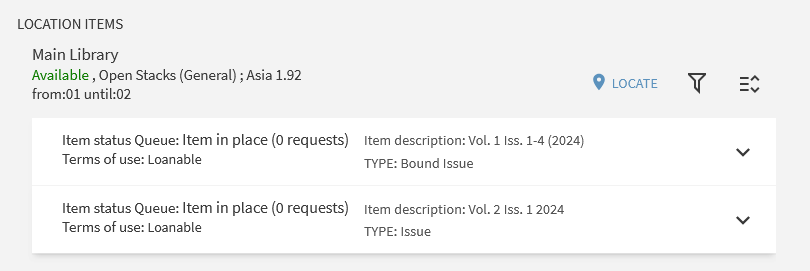 LOCATION ITEMS
Main Library
Available , Open Stacks (General) ; Asia 1.92
from:01 until:02
LOCATE
Item status Queue: Item in place (0 requests)
Terms of use: Loanable
Item description: Vol. 1 Iss. 1-4 (2024)
TYPE: Bound Issue
Item status Queue: Item in place (0 requests)
Terms of use: Loanable
Item description: Vol. 2 Iss. 1 2024
TYPE: Issue